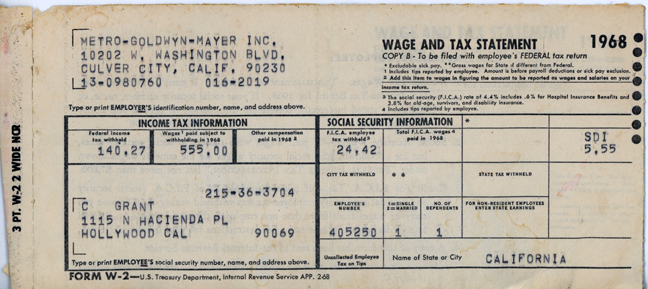 METRO-GOLDWYN-MAYER INC.
10202 W. WASHINGTON BLVD.
CULVER CITY, CALIF. 90230
13-0980760 016-2019
Type or print EMPLOYER'S identification number, name, and address above.
WAGE AND TAX STATEMENT 1968
COPY B - To be filed with employee's FEDERAL tax return
* Excludable sick pay. **Gross wages for State if different from Federal.
1 Includes tips reported by employee. Amount is before payroll deductions or sick pay exclusion.
2 Add this item to wages in figuring the amount to be reported as wages and salaries on your income tax return.
3 The social security (F.I.C.A.) rate of 4.4% includes .6% for Hospital Insurance Benefits and
3.8% for old-age, survivors, and disability insurance.
4 Includes tips reported by employee.
INCOME TAX INFORMATION
SOCIAL SECURITY INFORMATION
Federal income tax withheld
Wages1 paid subject to withholding in 1968
Other compensation paid in 1968 2
F.I.C.A. employee tax withheld3
Total F.I.C.A. wages4 paid in 1968
140.27 555.00 24.42
SDI
5.55
CITY TAX WITHHELD
* *
STATE TAX WITHHELD
215-36-3704
C GRANT
1115 N HACIENDA PL
HOLLYWOOD CAL 90069
EMPLOYEE'S NUMBER
1=SINGLE 2=MARRIED
NO. OF DEPENDENTS
FOR NON-RESIDENT EMPLOYEES ENTER STATE EARNINGS
405250 1 1
Type or print EMPLOYEE'S social security number, name, and address above.
Uncollected Employee Tax on Tips
Name of State or City
CALIFORNIA
FORM W-2—U.S. Treasury Department, Internal Revenue Service APP. 2-68
3 PT. W-2 2 WIDE NCR